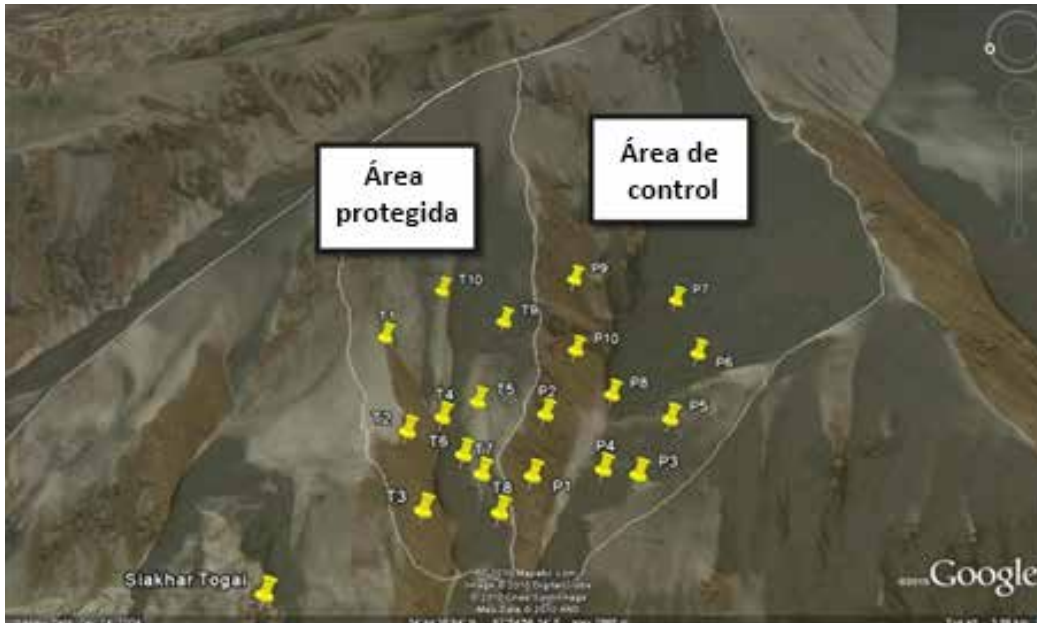 Área
protegida
Área de
control
T10
P9
P7
T1
T9
P10
P6
P8
T5
T4
P2
P5
T2
T6
T7
P4
P3
T3
T8
P1
Siakhar Togai
Google